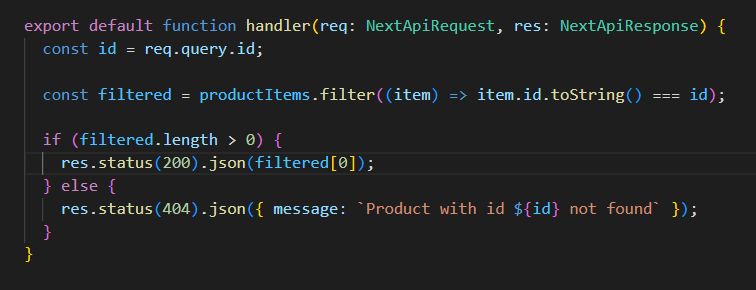 export default function handler(req: NextApiRequest, res: NextApiResponse) {
const id = req.query.id;
const filtered = productItems.filter((item) => item.id.toString() === id);
if (filtered.length > 0) {
res.status(200).json(filtered[0]);
} else {
res.status(404).json({ message: `Product with id ${id} not found` });
}
}